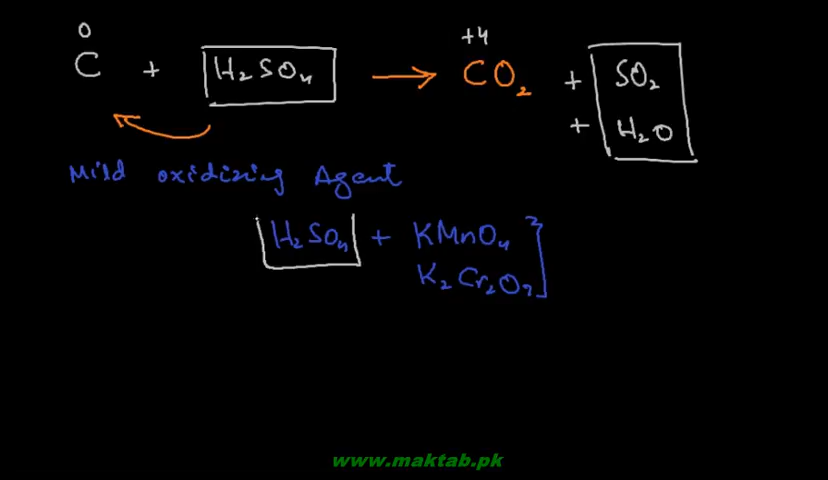 0 +4
C + H₂SO₄ → CO₂ + SO₂
+ H₂O
Mild oxidizing Agent
H₂SO₄ + KMnO₄
K₂Cr₂O₇
www.maktab.pk